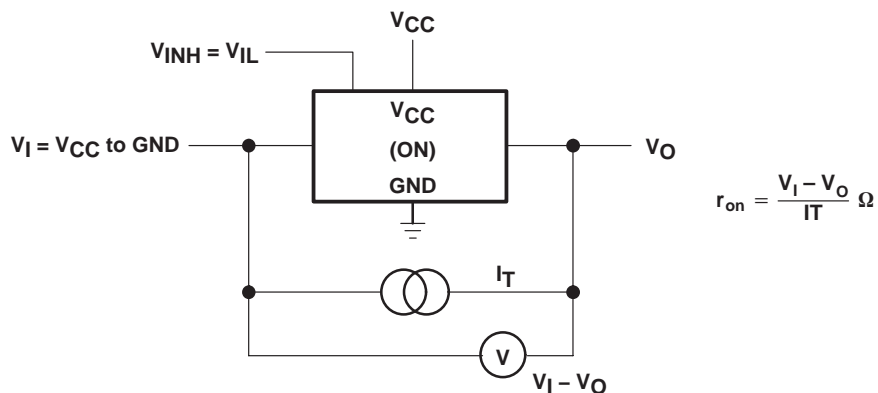 VCC
VINH = VIL
VCC
VI = VCC to GND
(ON)
VO
GND
ron = VI – VO / IT Ω
IT
V
VI – VO